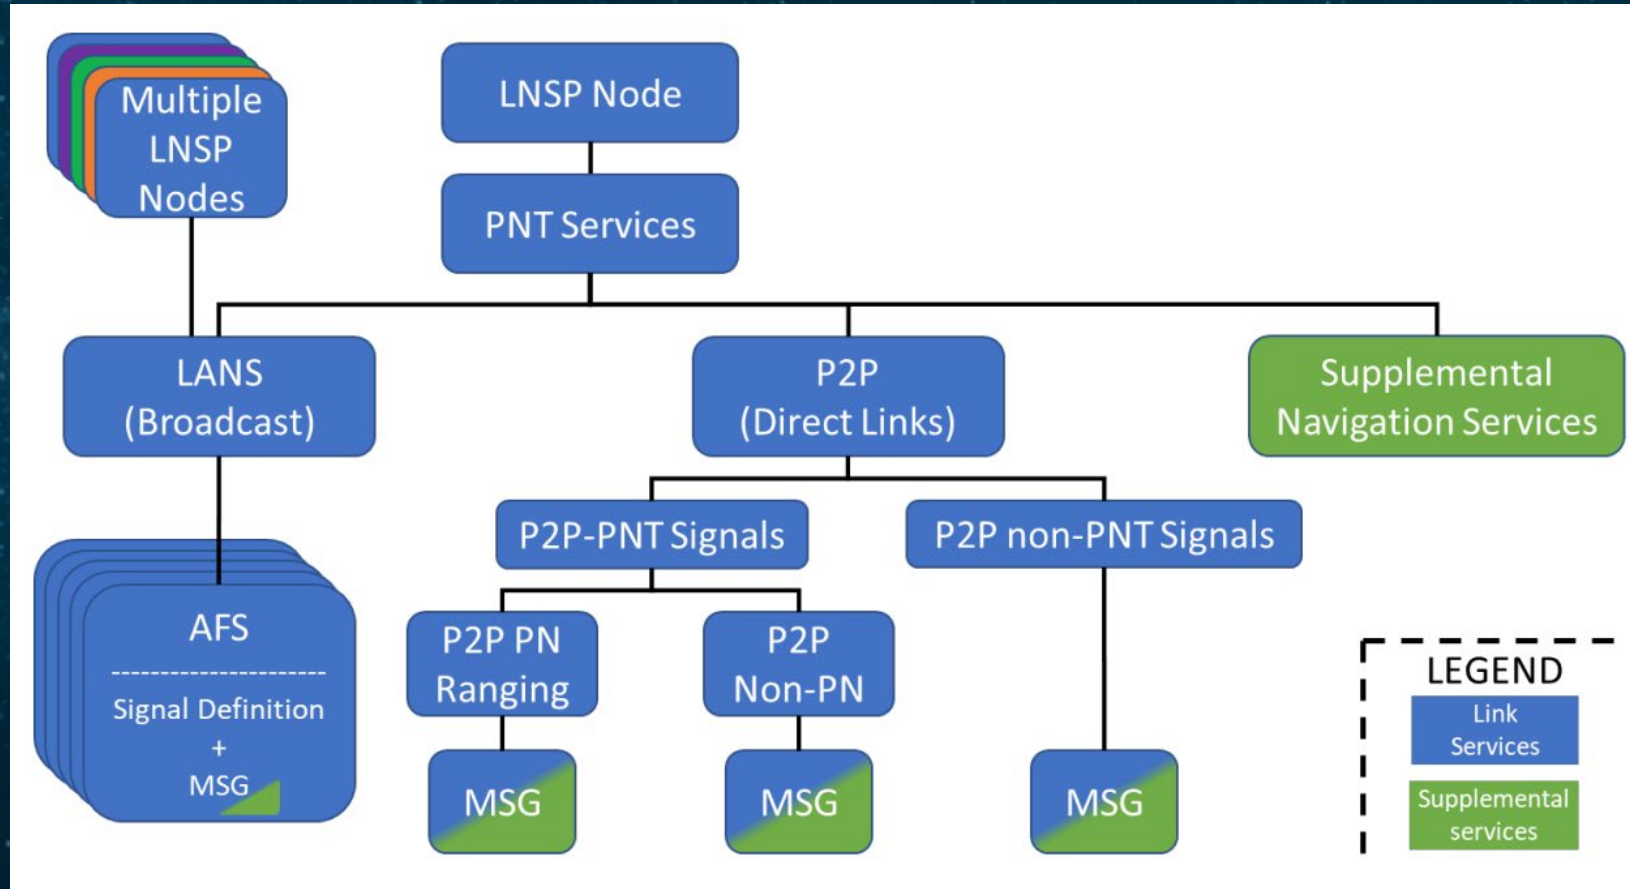 Multiple
LNSP
Nodes
LNSP Node
PNT Services
LANS
(Broadcast)
P2P
(Direct Links)
Supplemental
Navigation Services
P2P-PNT Signals
P2P non-PNT Signals
AFS
-----------------------
Signal Definition
+
MSG
P2P PN
Ranging
P2P
Non-PN
MSG
MSG
MSG
LEGEND
Link
Services
Supplemental
services